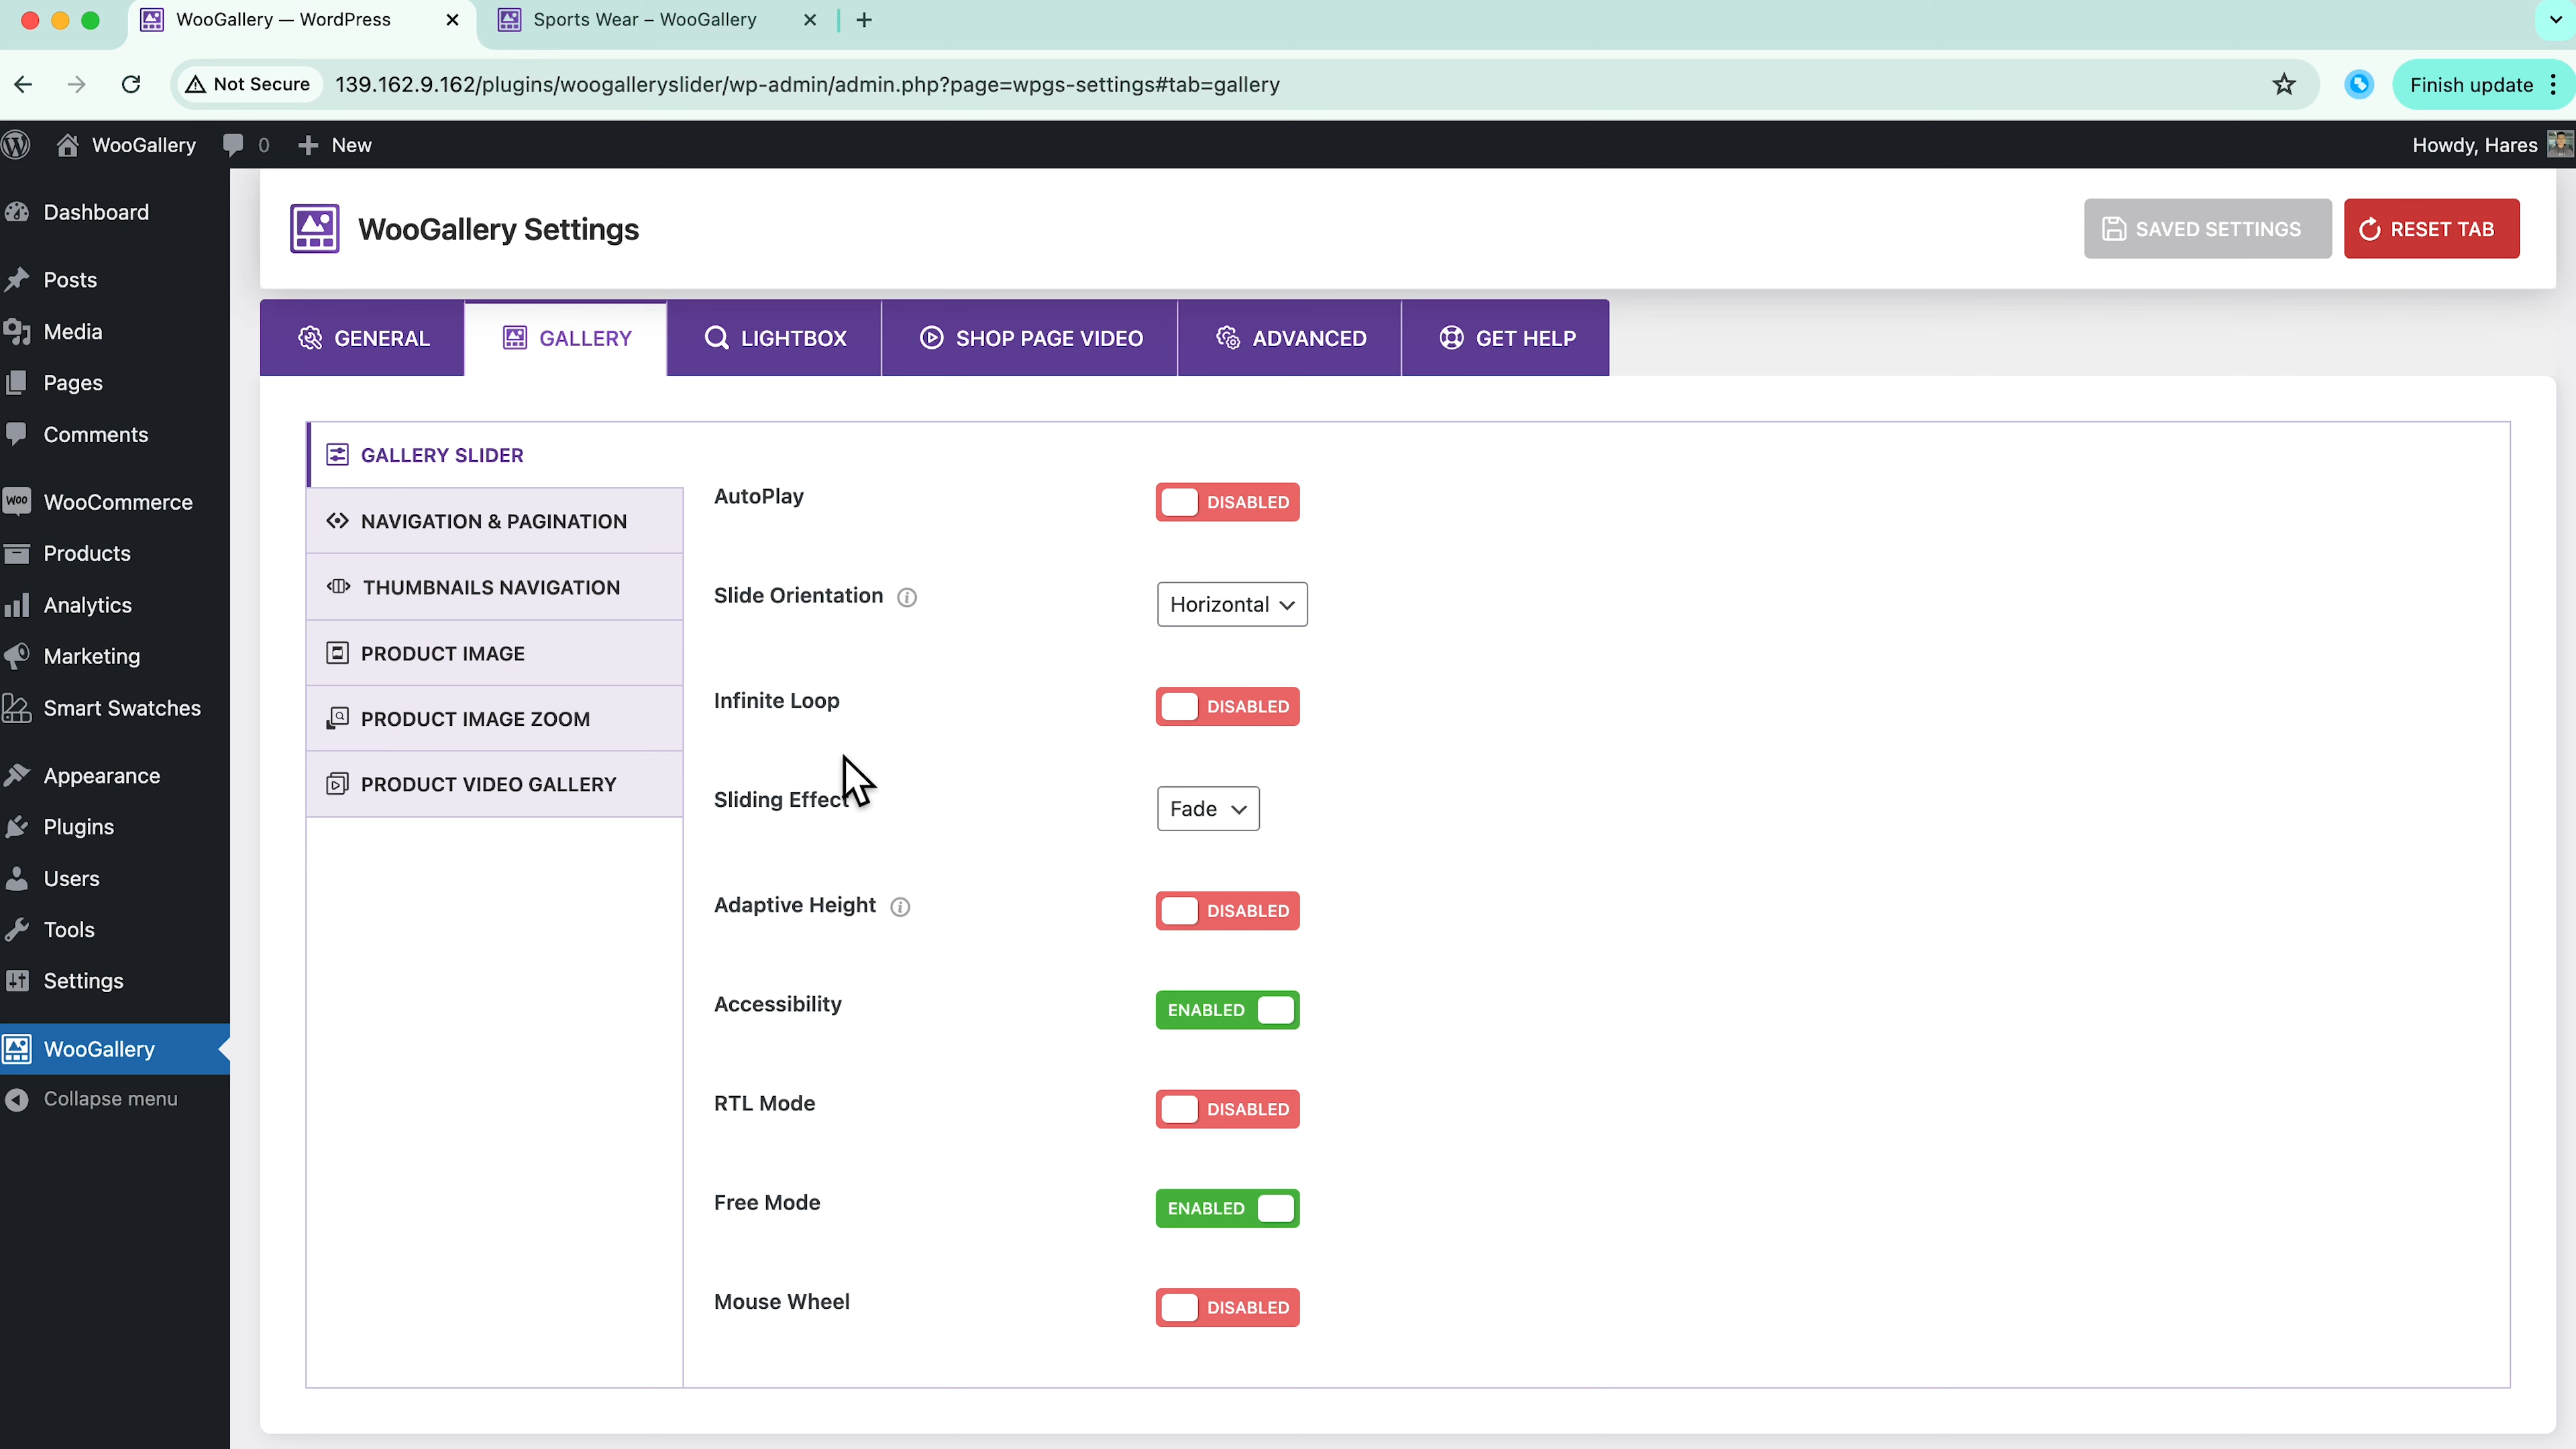 WooGallery — WordPress
Sports Wear – WooGallery
Not Secure
139.162.9.162/plugins/woogalleryslider/wp-admin/admin.php?page=wpgs-settings#tab=gallery
Finish update
WooGallery
0
New
Howdy, Hares
Dashboard
Posts
Media
Pages
Comments
WooCommerce
Products
Analytics
Marketing
Smart Swatches
Appearance
Plugins
Users
Tools
Settings
WooGallery
Collapse menu
WooGallery Settings
SAVED SETTINGS
RESET TAB
GENERAL
GALLERY
LIGHTBOX
SHOP PAGE VIDEO
ADVANCED
GET HELP
GALLERY SLIDER
NAVIGATION & PAGINATION
THUMBNAILS NAVIGATION
PRODUCT IMAGE
PRODUCT IMAGE ZOOM
PRODUCT VIDEO GALLERY
AutoPlay
DISABLED
Slide Orientation
Horizontal
Infinite Loop
DISABLED
Sliding Effect
Fade
Adaptive Height
DISABLED
Accessibility
ENABLED
RTL Mode
DISABLED
Free Mode
ENABLED
Mouse Wheel
DISABLED